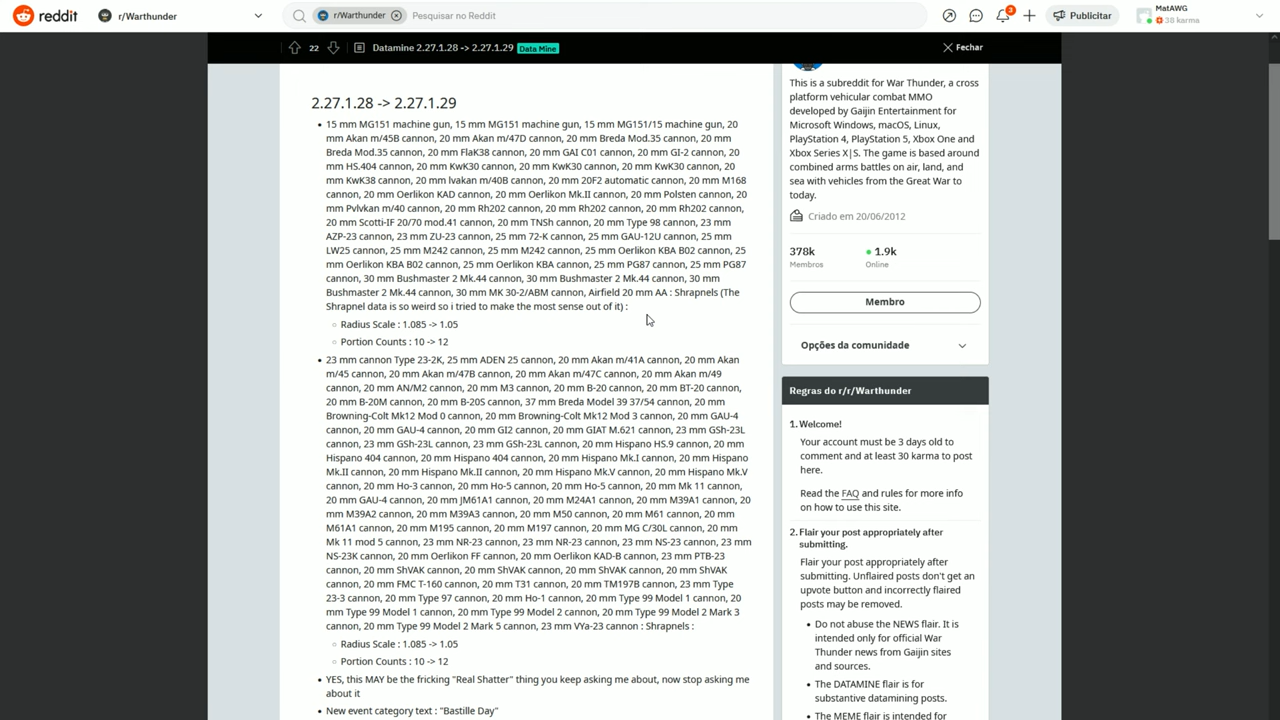 reddit
r/Warthunder
r/Warthunder
Pesquisar no Reddit
3
Publicitar
MatAWG
38 karma
22
Datamine 2.27.1.28 -> 2.27.1.29
Data Mine
Fechar
2.27.1.28 -> 2.27.1.29
15 mm MG151 machine gun, 15 mm MG151 machine gun, 15 mm MG151/15 machine gun, 20
mm Akan m/45B cannon, 20 mm Akan m/47D cannon, 20 mm Breda Mod.35 cannon, 20 mm
Breda Mod.35 cannon, 20 mm FlaK38 cannon, 20 mm GAI C01 cannon, 20 mm GI-2 cannon, 20
mm HS.404 cannon, 20 mm KwK30 cannon, 20 mm KwK30 cannon, 20 mm KwK30 cannon, 20
mm KwK38 cannon, 20 mm lvakan m/40B cannon, 20 mm 20F2 automatic cannon, 20 mm M168
cannon, 20 mm Oerlikon KAD cannon, 20 mm Oerlikon Mk.II cannon, 20 mm Polsten cannon, 20
mm Pvlvkan m/40 cannon, 20 mm Rh202 cannon, 20 mm Rh202 cannon, 20 mm Rh202 cannon,
20 mm Scotti-IF 20/70 mod.41 cannon, 20 mm TNSh cannon, 20 mm Type 98 cannon, 23 mm
AZP-23 cannon, 23 mm ZU-23 cannon, 25 mm 72-K cannon, 25 mm GAU-12U cannon, 25 mm
LW25 cannon, 25 mm M242 cannon, 25 mm M242 cannon, 25 mm Oerlikon KBA B02 cannon, 25
mm Oerlikon KBA B02 cannon, 25 mm Oerlikon KBA cannon, 25 mm PG87 cannon, 25 mm PG87
cannon, 30 mm Bushmaster 2 Mk.44 cannon, 30 mm Bushmaster 2 Mk.44 cannon, 30 mm
Bushmaster 2 Mk.44 cannon, 30 mm MK 30-2/ABM cannon, Airfield 20 mm AA : Shrapnels (The
Shrapnel data is so weird so i tried to make the most sense out of it) :
Radius Scale : 1.085 -> 1.05
Portion Counts : 10 -> 12
23 mm cannon Type 23-2K, 25 mm ADEN 25 cannon, 20 mm Akan m/41A cannon, 20 mm Akan
m/45 cannon, 20 mm Akan m/47B cannon, 20 mm Akan m/47C cannon, 20 mm Akan m/49
cannon, 20 mm AN/M2 cannon, 20 mm M3 cannon, 20 mm B-20 cannon, 20 mm BT-20 cannon,
20 mm B-20M cannon, 20 mm B-20S cannon, 37 mm Breda Model 39 37/54 cannon, 20 mm
Browning-Colt Mk12 Mod 0 cannon, 20 mm Browning-Colt Mk12 Mod 3 cannon, 20 mm GAU-4
cannon, 20 mm GAU-4 cannon, 20 mm GI2 cannon, 20 mm GIAT M.621 cannon, 23 mm GSh-23L
cannon, 23 mm GSh-23L cannon, 23 mm GSh-23L cannon, 20 mm Hispano HS.9 cannon, 20 mm
Hispano 404 cannon, 20 mm Hispano 404 cannon, 20 mm Hispano Mk.I cannon, 20 mm Hispano
Mk.II cannon, 20 mm Hispano Mk.II cannon, 20 mm Hispano Mk.V cannon, 20 mm Hispano Mk.V
cannon, 20 mm Ho-3 cannon, 20 mm Ho-5 cannon, 20 mm Ho-5 cannon, 20 mm Mk 11 cannon,
20 mm GAU-4 cannon, 20 mm JM61A1 cannon, 20 mm M24A1 cannon, 20 mm M39A1 cannon, 20
mm M39A2 cannon, 20 mm M39A3 cannon, 20 mm M50 cannon, 20 mm M61 cannon, 20 mm
M61A1 cannon, 20 mm M195 cannon, 20 mm M197 cannon, 20 mm MG C/30L cannon, 20 mm
Mk 11 mod 5 cannon, 23 mm NR-23 cannon, 23 mm NR-23 cannon, 23 mm NS-23 cannon, 23 mm
NS-23K cannon, 20 mm Oerlikon FF cannon, 20 mm Oerlikon KAD-B cannon, 23 mm PTB-23
cannon, 20 mm ShVAK cannon, 20 mm ShVAK cannon, 20 mm ShVAK cannon, 20 mm ShVAK
cannon, 20 mm FMC T-160 cannon, 20 mm T31 cannon, 20 mm TM197B cannon, 23 mm Type
23-3 cannon, 20 mm Type 97 cannon, 20 mm Ho-1 cannon, 20 mm Type 99 Model 1 cannon, 20
mm Type 99 Model 1 cannon, 20 mm Type 99 Model 2 cannon, 20 mm Type 99 Model 2 Mark 3
cannon, 20 mm Type 99 Model 2 Mark 5 cannon, 23 mm VYa-23 cannon : Shrapnels :
Radius Scale : 1.085 -> 1.05
Portion Counts : 10 -> 12
YES, this MAY be the fricking "Real Shatter" thing you keep asking me about, now stop asking me
about it
New event category text : "Bastille Day"
This is a subreddit for War Thunder, a cross
platform vehicular combat MMO
developed by Gaijin Entertainment for
Microsoft Windows, macOS, Linux,
PlayStation 4, PlayStation 5, Xbox One and
Xbox Series X|S. The game is based around
combined arms battles on air, land, and
sea with vehicles from the Great War to
today.
Criado em 20/06/2012
378k
1.9k
Membros
Online
Membro
Opções da comunidade
Regras do r/r/Warthunder
1. Welcome!
Your account must be 3 days old to
comment and at least 30 karma to post
here.
Read the FAQ and rules for more info
on how to use this site.
2. Flair your post appropriately after
submitting.
Flair your post appropriately after
submitting. Unflaired posts don't get an
upvote button and incorrectly flaired
posts may be removed.
Do not abuse the NEWS flair. It is
intended only for official War
Thunder news from Gaijin sites
and sources.
The DATAMINE flair is for
substantive datamining posts.
The MEME flair is intended for